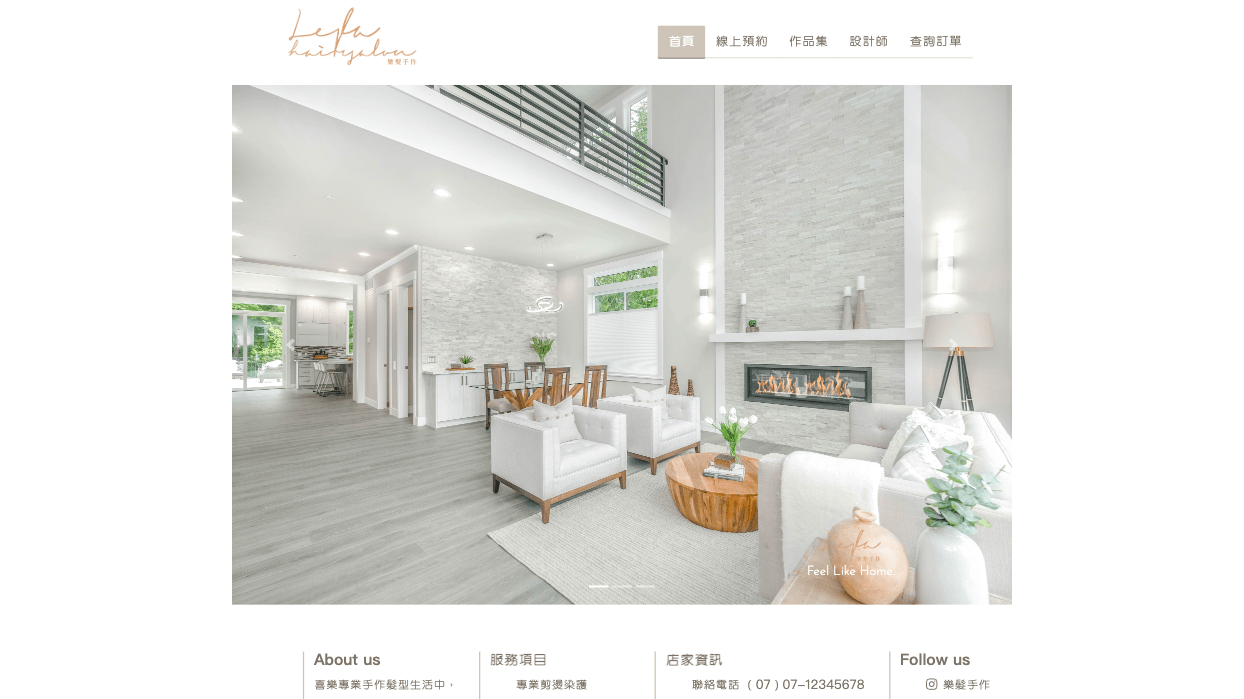 Lela
hairsalon
樂髮手作
首頁 線上預約 作品集 設計師 查詢訂單
樂髮手作
Feel Like Home.
About us
喜樂專業手作髮型生活中，
服務項目
專業剪燙染護
店家資訊
聯絡電話 ( 07 ) 07-12345678
Follow us
樂髮手作